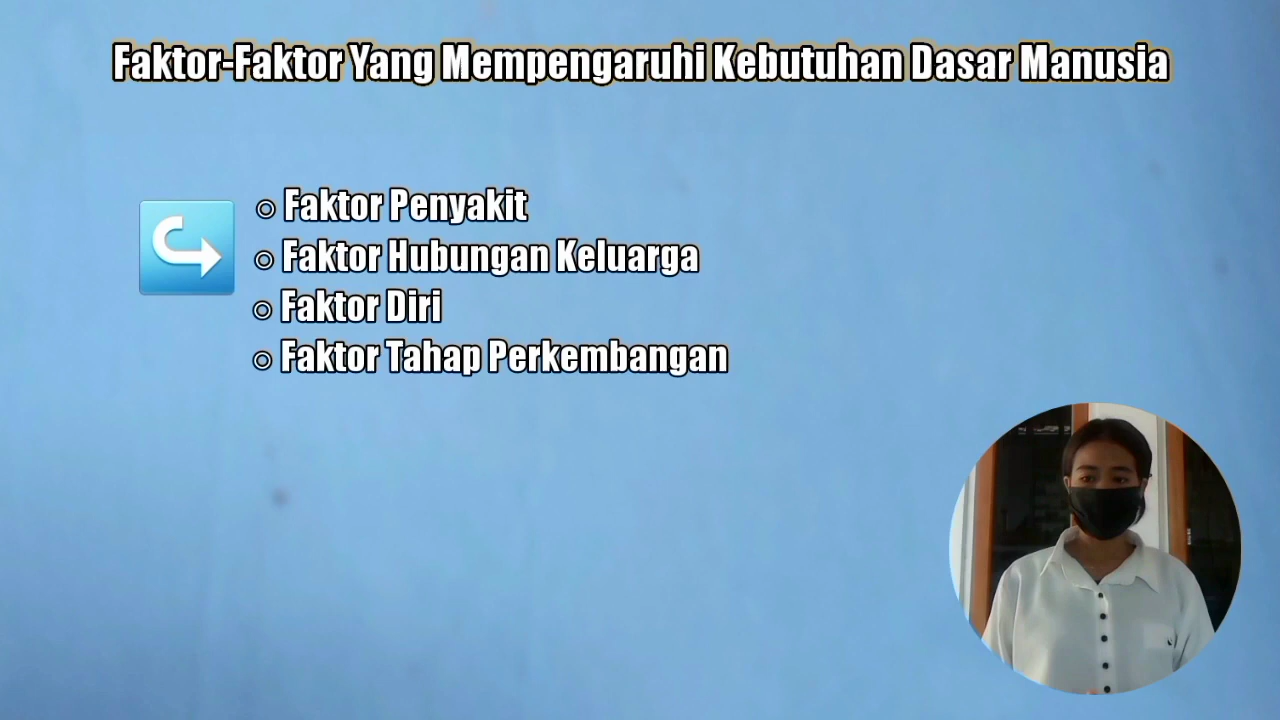 Faktor-Faktor Yang Mempengaruhi Kebutuhan Dasar Manusia
○ Faktor Penyakit
○ Faktor Hubungan Keluarga
○ Faktor Diri
○ Faktor Tahap Perkembangan